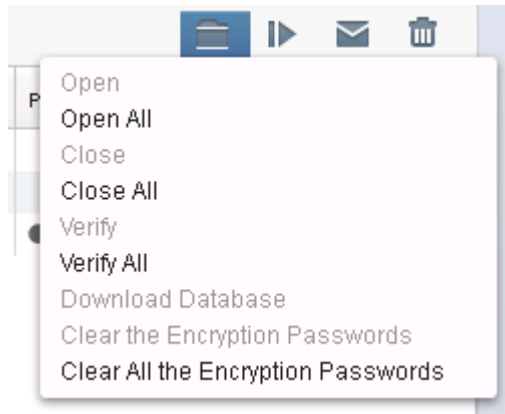 P
Open
Open All
Close
Close All
Verify
Verify All
Download Database
Clear the Encryption Passwords
Clear All the Encryption Passwords